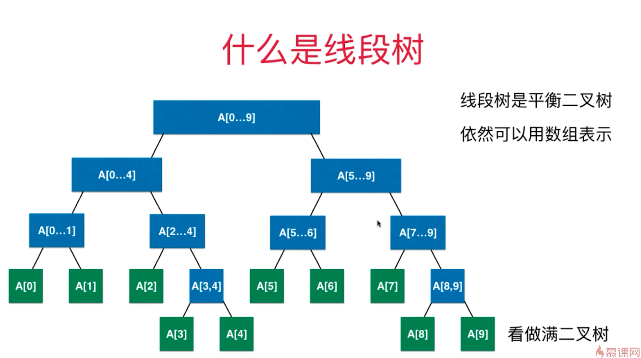 什么是线段树
线段树是平衡二叉树
依然可以用数组表示
A[0...9]
A[0...4]
A[5...9]
A[0...1]
A[2...4]
A[5...6]
A[7...9]
A[0]
A[1]
A[2]
A[3,4]
A[5]
A[6]
A[7]
A[8,9]
A[3]
A[4]
A[8]
A[9]
看做满二叉树
慕课网